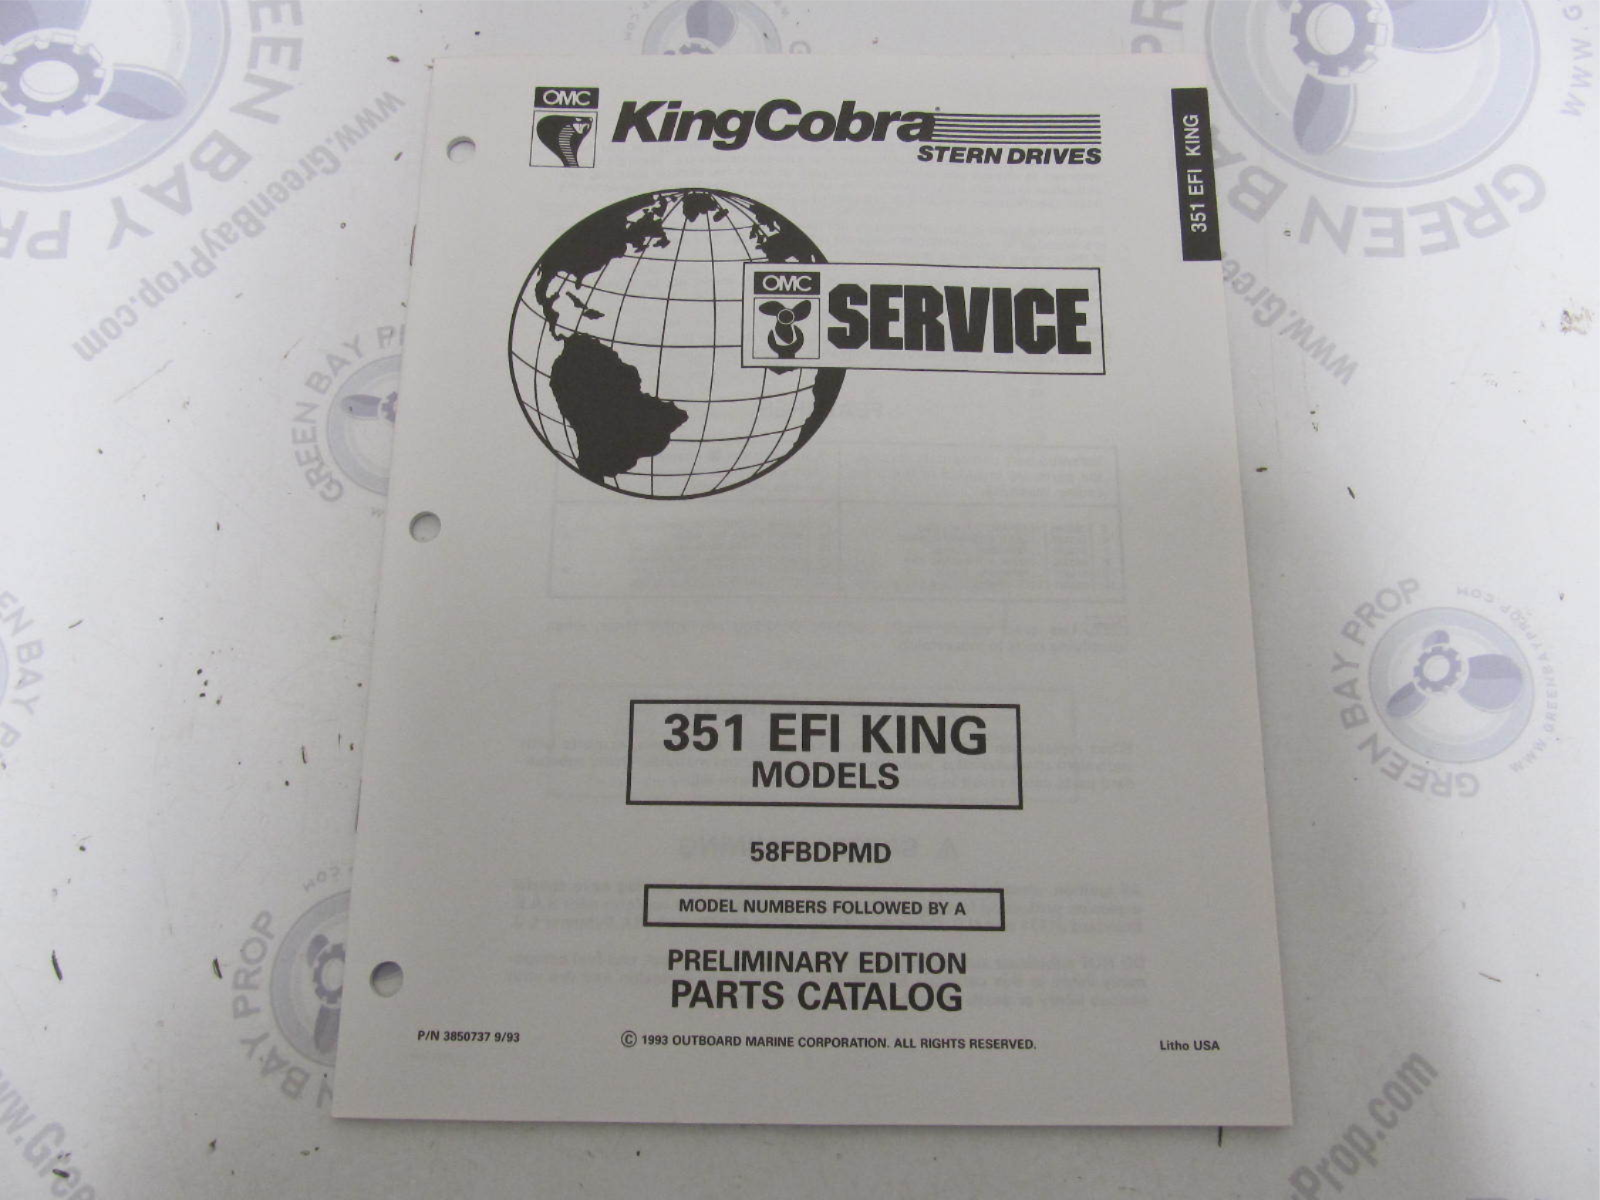 OMC
KingCobra
STERN DRIVES
351 EFI KING
OMC
SERVICE
351 EFI KING
MODELS
58FBDPMD
MODEL NUMBERS FOLLOWED BY A
PRELIMINARY EDITION
PARTS CATALOG
P/N 3850737 9/93
© 1993 OUTBOARD MARINE CORPORATION. ALL RIGHTS RESERVED.
Litho USA
GREEN BAY PROP
www.GreenBayProp.com